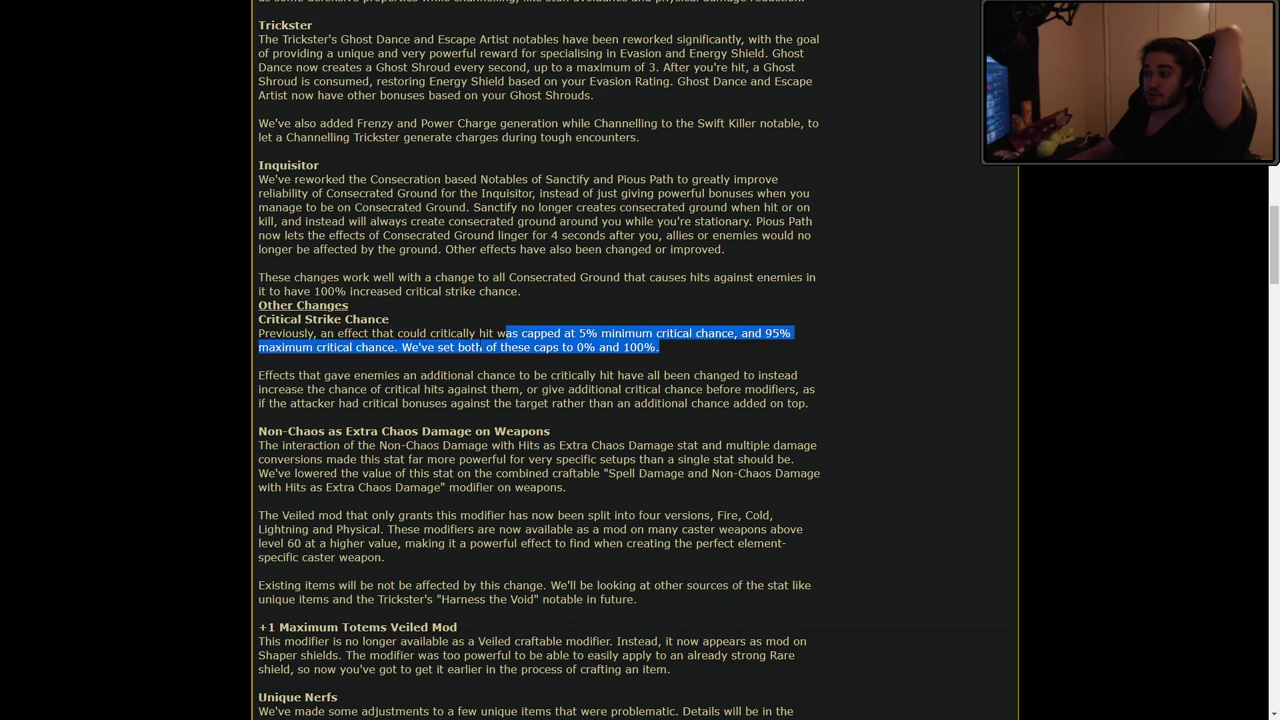 as some defensive properties while channelling, like stun avoidance and physical damage reduction.
Trickster
The Trickster's Ghost Dance and Escape Artist notables have been reworked significantly, with the goal
of providing a unique and very powerful reward for specialising in Evasion and Energy Shield. Ghost
Dance now creates a Ghost Shroud every second, up to a maximum of 3. After you're hit, a Ghost
Shroud is consumed, restoring Energy Shield based on your Evasion Rating. Ghost Dance and Escape
Artist now have other bonuses based on your Ghost Shrouds.
We've also added Frenzy and Power Charge generation while Channelling to the Swift Killer notable, to
let a Channelling Trickster generate charges during tough encounters.
Inquisitor
We've reworked the Consecration based Notables of Sanctify and Pious Path to greatly improve
reliability of Consecrated Ground for the Inquisitor, instead of just giving powerful bonuses when you
manage to be on Consecrated Ground. Sanctify no longer creates consecrated ground when hit or on
kill, and instead will always create consecrated ground around you while you're stationary. Pious Path
now lets the effects of Consecrated Ground linger for 4 seconds after you, allies or enemies would no
longer be affected by the ground. Other effects have also been changed or improved.
These changes work well with a change to all Consecrated Ground that causes hits against enemies in
it to have 100% increased critical strike chance.
Other Changes
Critical Strike Chance
Previously, an effect that could critically hit was capped at 5% minimum critical chance, and 95%
maximum critical chance. We've set both of these caps to 0% and 100%.
Effects that gave enemies an additional chance to be critically hit have all been changed to instead
increase the chance of critical hits against them, or give additional critical chance before modifiers, as
if the attacker had critical bonuses against the target rather than an additional chance added on top.
Non-Chaos as Extra Chaos Damage on Weapons
The interaction of the Non-Chaos Damage with Hits as Extra Chaos Damage stat and multiple damage
conversions made this stat far more powerful for very specific setups than a single stat should be.
We've lowered the value of this stat on the combined craftable "Spell Damage and Non-Chaos Damage
with Hits as Extra Chaos Damage" modifier on weapons.
The Veiled mod that only grants this modifier has now been split into four versions, Fire, Cold,
Lightning and Physical. These modifiers are now available as a mod on many caster weapons above
level 60 at a higher value, making it a powerful effect to find when creating the perfect element-
specific caster weapon.
Existing items will be not be affected by this change. We'll be looking at other sources of the stat like
unique items and the Trickster's "Harness the Void" notable in future.
+1 Maximum Totems Veiled Mod
This modifier is no longer available as a Veiled craftable modifier. Instead, it now appears as mod on
Shaper shields. The modifier was too powerful to be able to easily apply to an already strong Rare
shield, so now you've got to get it earlier in the process of crafting an item.
Unique Nerfs
We've made some adjustments to a few unique items that were problematic. Details will be in the